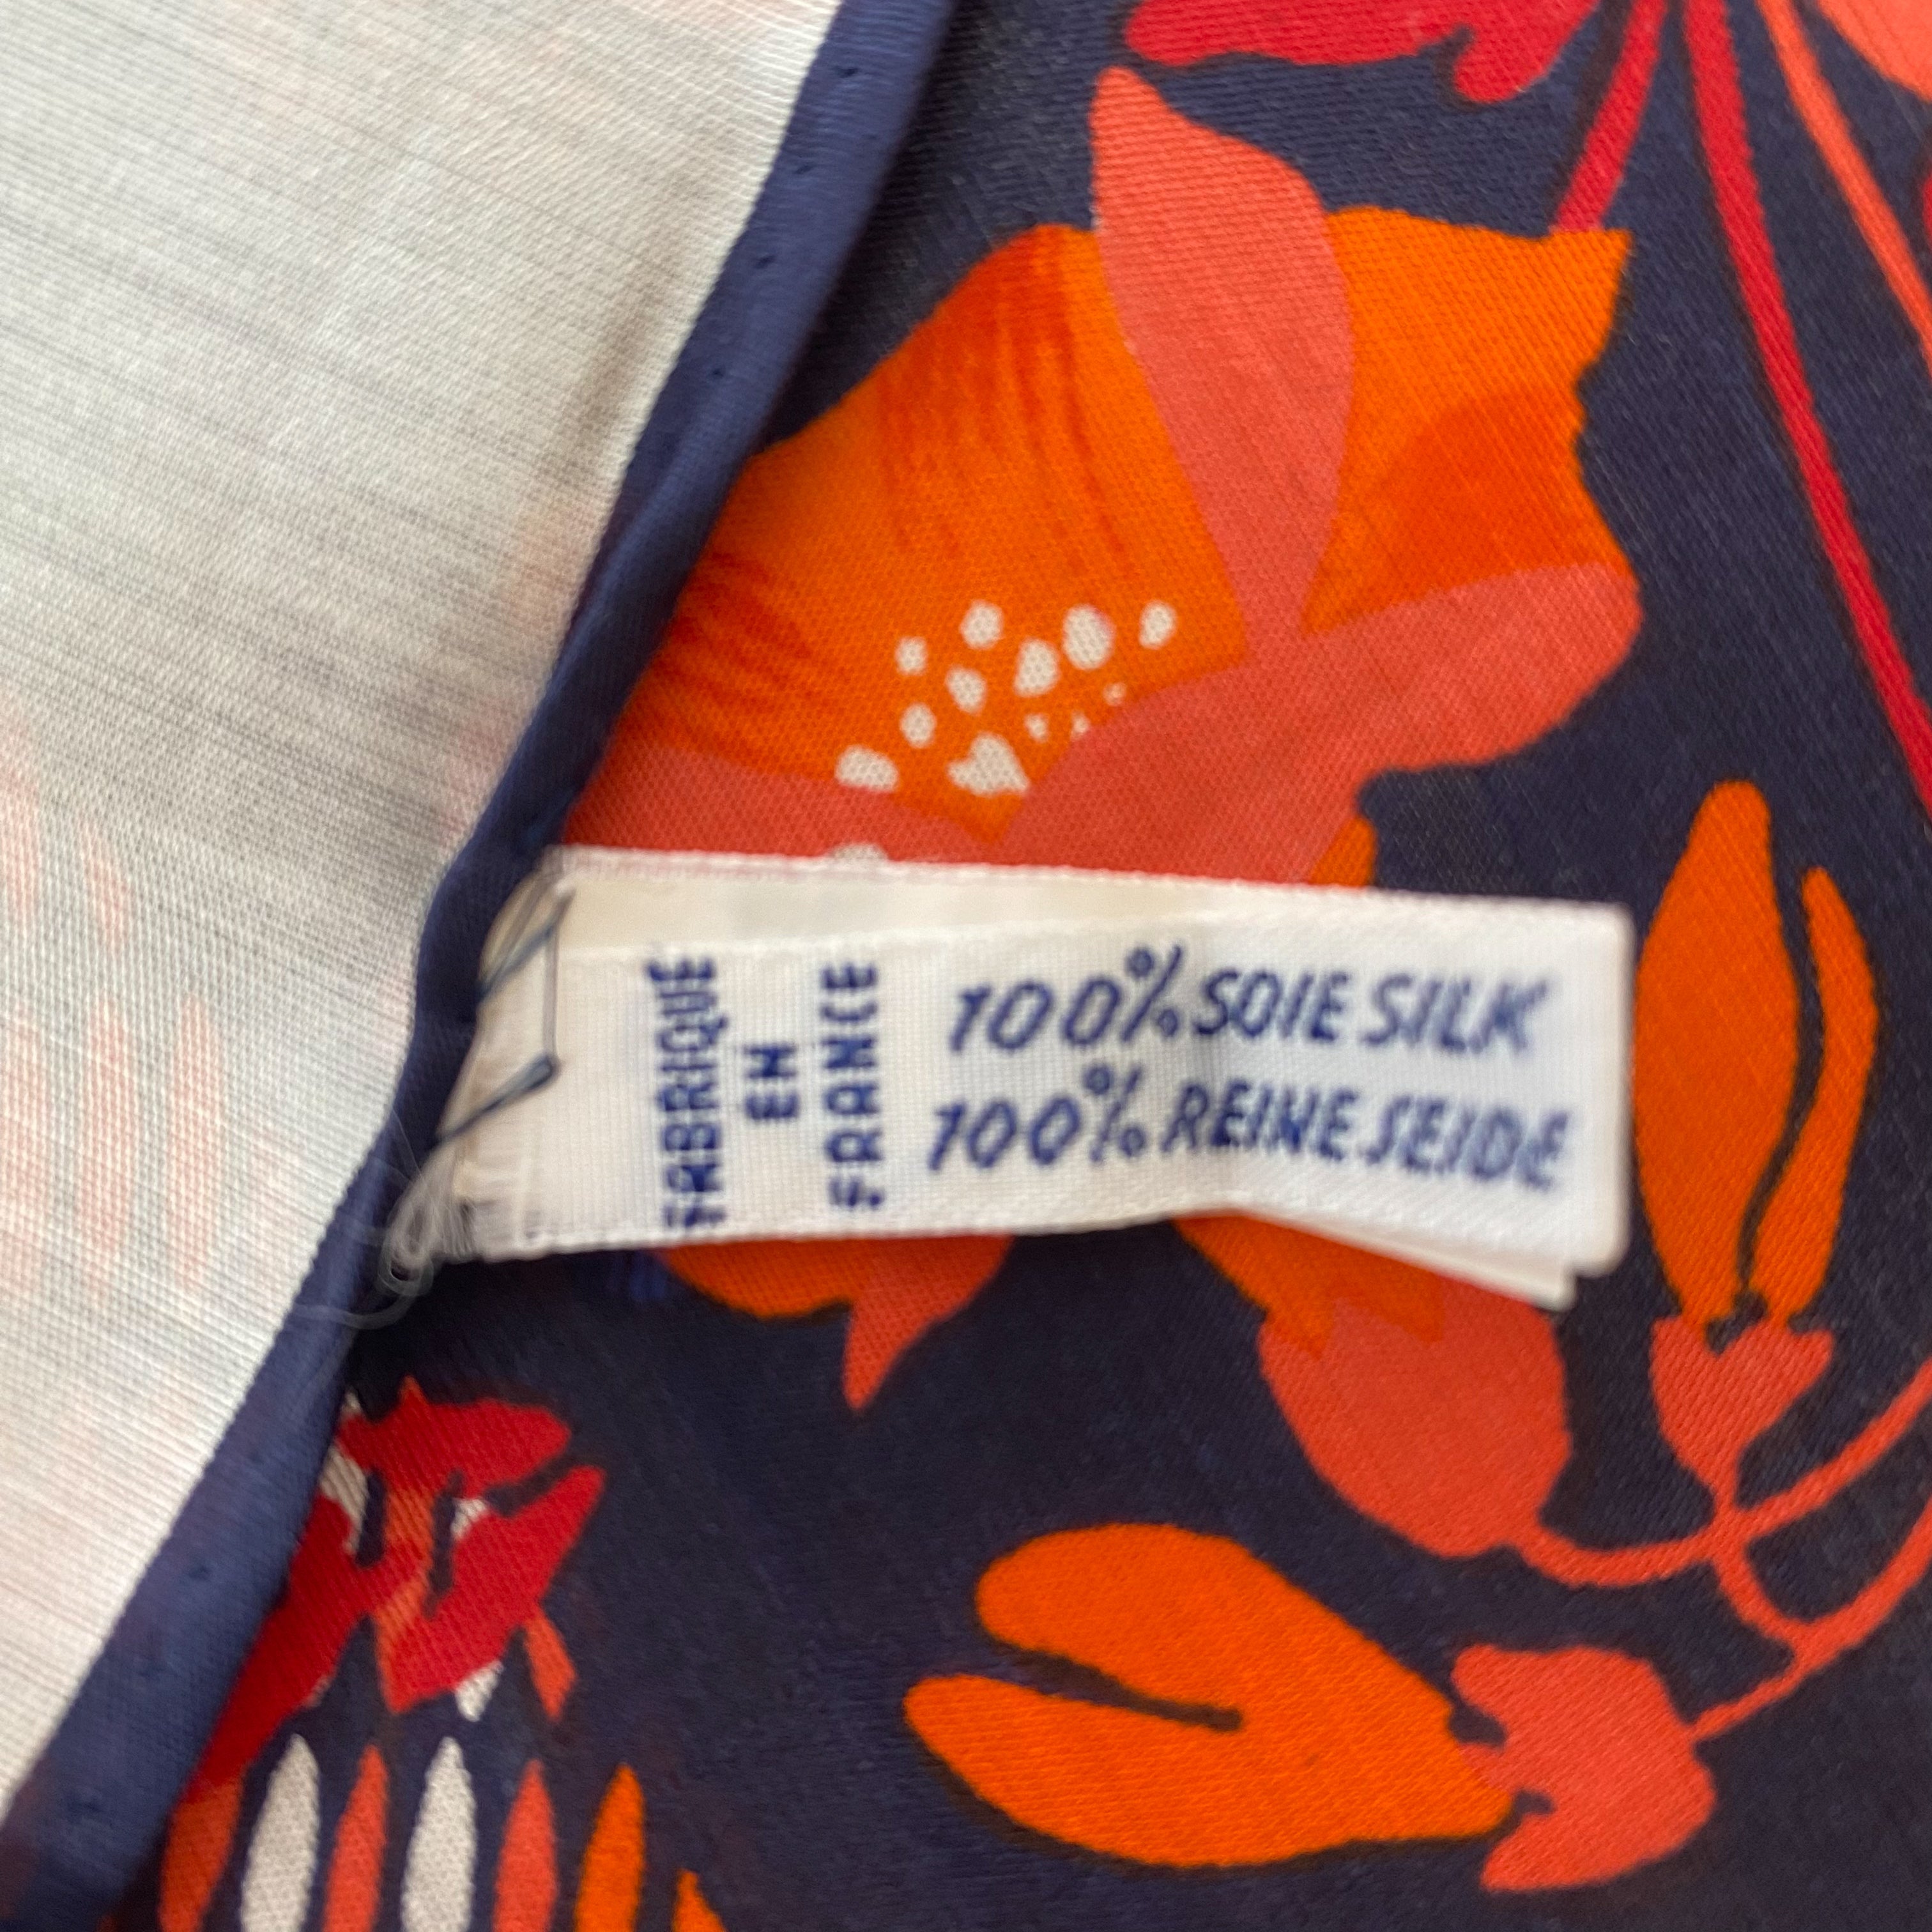 FABRIQUE
EN
FRANCE
100% SOIE SILK
100% REINE SEIDE